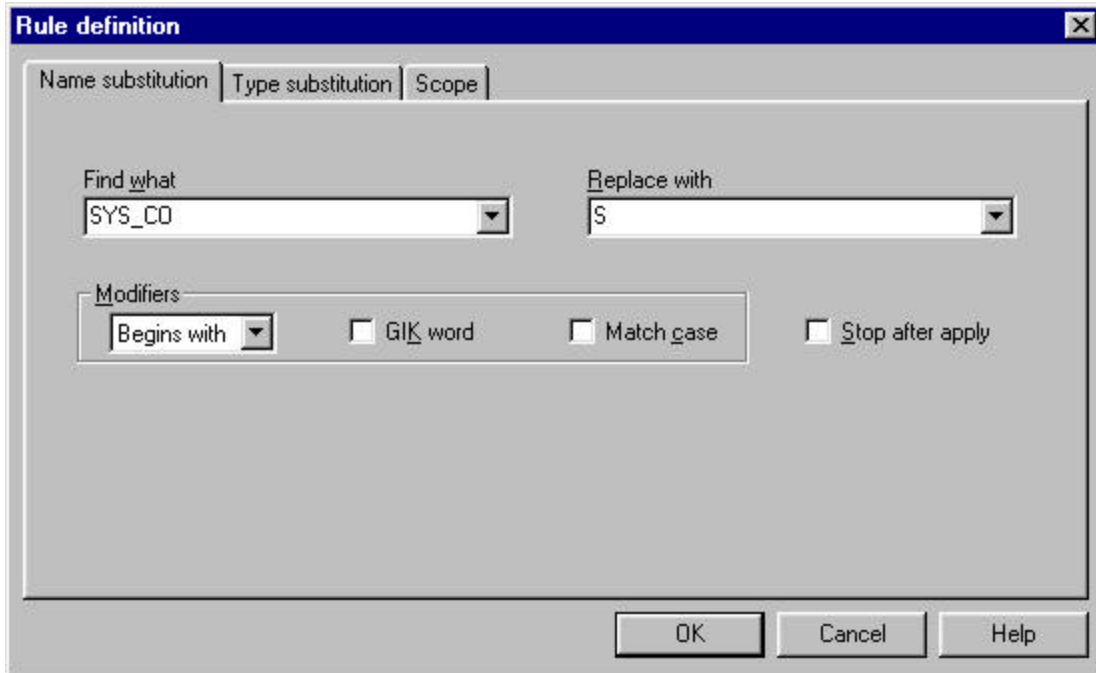 Rule definition
Name substitution Type substitution Scope
Find what Replace with
SYS_CO S
Modifiers
Begins with GIK word Match case Stop after apply
OK Cancel Help